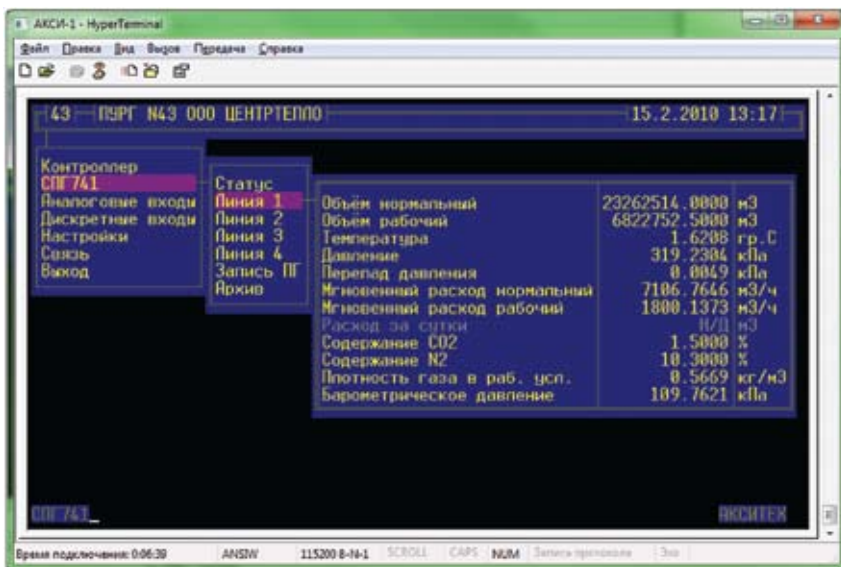 АКСИ-1 - HyperTerminal
Файл Правка Вид Вызов Передача Справка
43 ПУРГ N43 ООО ЦЕНТРТЕПЛО 15.2.2010 13:17
Контроллер
СПГ741
Аналоговые входы
Дискретные входы
Настройки
Связь
Выход
Статус
Линия 1
Линия 2
Линия 3
Линия 4
Запись ПГ
Архив
Объём нормальный 23262514.0000 м3
Объём рабочий 6822752.5000 м3
Температура 1.6208 гр.С
Давление 319.2304 кПа
Перепад давления 0.0049 кПа
Мгновенный расход нормальный 7106.7646 м3/ч
Мгновенный расход рабочий 1800.1373 м3/ч
Расход за сутки Н/Д м3
Содержание CO2 1.5000 %
Содержание N2 10.3000 %
Плотность газа в раб. усл. 0.5669 кг/м3
Барометрическое давление 109.7621 кПа
СПГ741_ АКСИТЕХ
Время подключения: 0:06:39 ANSIW 115200 8-N-1 SCROLL CAPS NUM Запись протокола Эхо